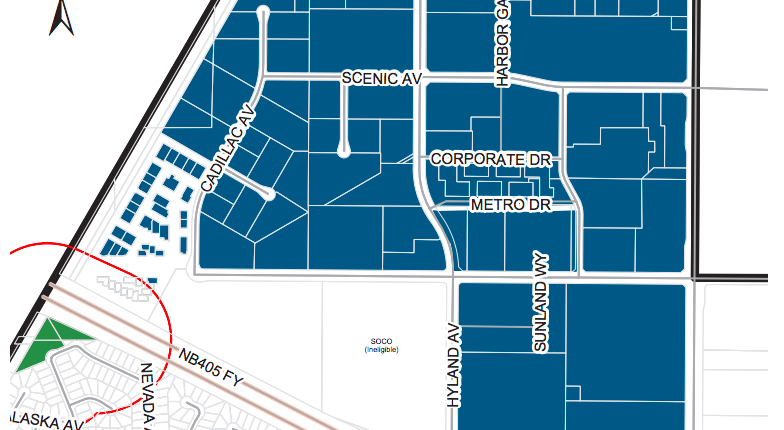 HARBOR GA
SCENIC AV
CADILLAC AV
CORPORATE DR
METRO DR
SUNLAND WY
HYLAND AV
SOCO
(Ineligible)
NB405 FY
NEVADA A
ALASKA AV